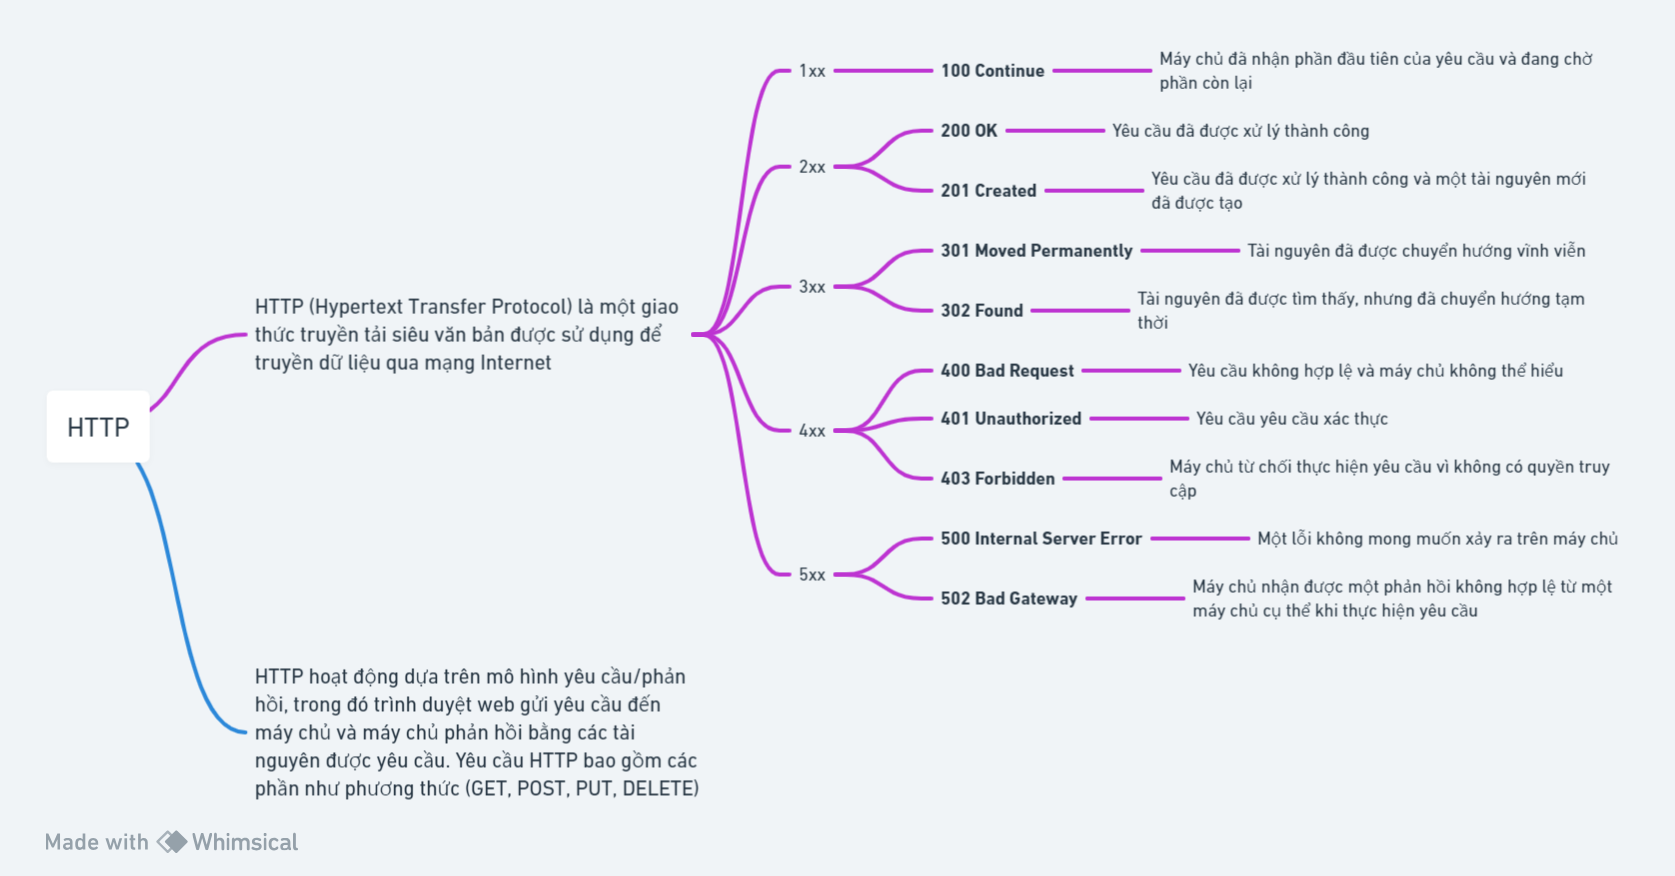 HTTP
HTTP (Hypertext Transfer Protocol) là một giao
thức truyền tải siêu văn bản được sử dụng để
truyền dữ liệu qua mạng Internet
1xx
100 Continue
Máy chủ đã nhận phần đầu tiên của yêu cầu và đang chờ
phần còn lại
2xx
200 OK
Yêu cầu đã được xử lý thành công
201 Created
Yêu cầu đã được xử lý thành công và một tài nguyên mới
đã được tạo
3xx
301 Moved Permanently
Tài nguyên đã được chuyển hướng vĩnh viễn
302 Found
Tài nguyên đã được tìm thấy, nhưng đã chuyển hướng tạm
thời
4xx
400 Bad Request
Yêu cầu không hợp lệ và máy chủ không thể hiểu
401 Unauthorized
Yêu cầu yêu cầu xác thực
403 Forbidden
Máy chủ từ chối thực hiện yêu cầu vì không có quyền truy
cập
5xx
500 Internal Server Error
Một lỗi không mong muốn xảy ra trên máy chủ
502 Bad Gateway
Máy chủ nhận được một phản hồi không hợp lệ từ một
máy chủ cụ thể khi thực hiện yêu cầu
HTTP hoạt động dựa trên mô hình yêu cầu/phản
hồi, trong đó trình duyệt web gửi yêu cầu đến
máy chủ và máy chủ phản hồi bằng các tài
nguyên được yêu cầu. Yêu cầu HTTP bao gồm các
phần như phương thức (GET, POST, PUT, DELETE)
Made with Whimsical